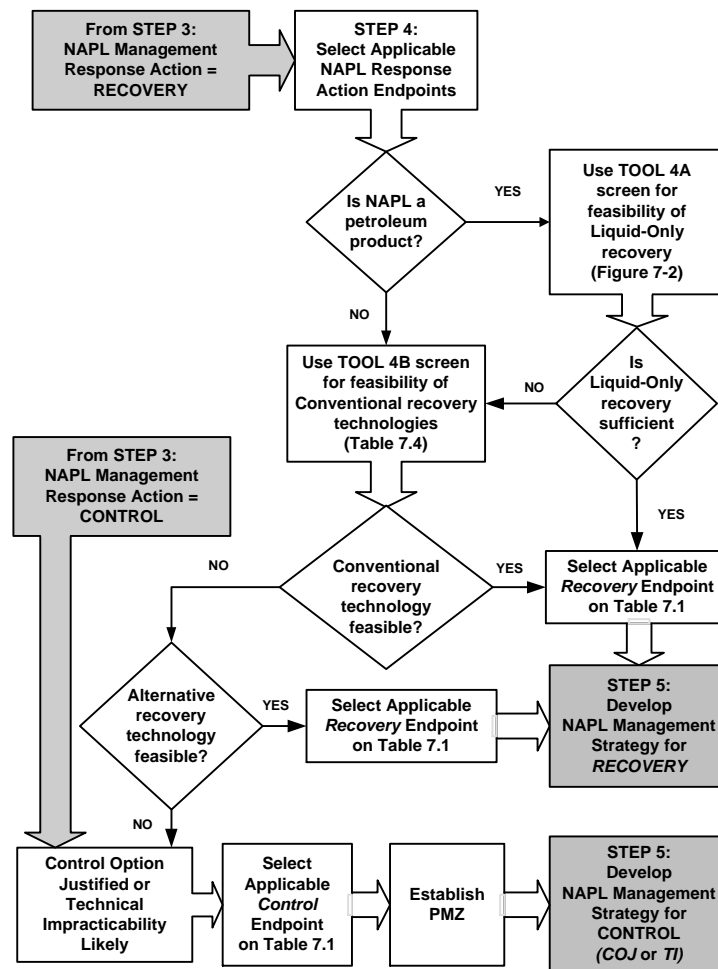 From STEP 3:
NAPL Management
Response Action =
RECOVERY
STEP 4:
Select Applicable
NAPL Response
Action Endpoints
Is NAPL a
petroleum
product?
YES
Use TOOL 4A
screen for
feasibility of
Liquid-Only
recovery
(Figure 7-2)
NO
Use TOOL 4B screen
for feasibility of
Conventional recovery
technologies
(Table 7.4)
NO
Is
Liquid-Only
recovery
sufficient
?
From STEP 3:
NAPL Management
Response Action =
CONTROL
YES
NO
Conventional
recovery
technology
feasible?
YES
Select Applicable
Recovery Endpoint
on Table 7.1
Alternative
recovery
technology
feasible?
YES
Select Applicable
Recovery Endpoint
on Table 7.1
STEP 5:
Develop
NAPL Management
Strategy for
RECOVERY
NO
Control Option
Justified or
Technical
Impracticability
Likely
Select
Applicable
Control
Endpoint
on Table 7.1
Establish
PMZ
STEP 5:
Develop
NAPL Management
Strategy for
CONTROL
(COJ or TI)